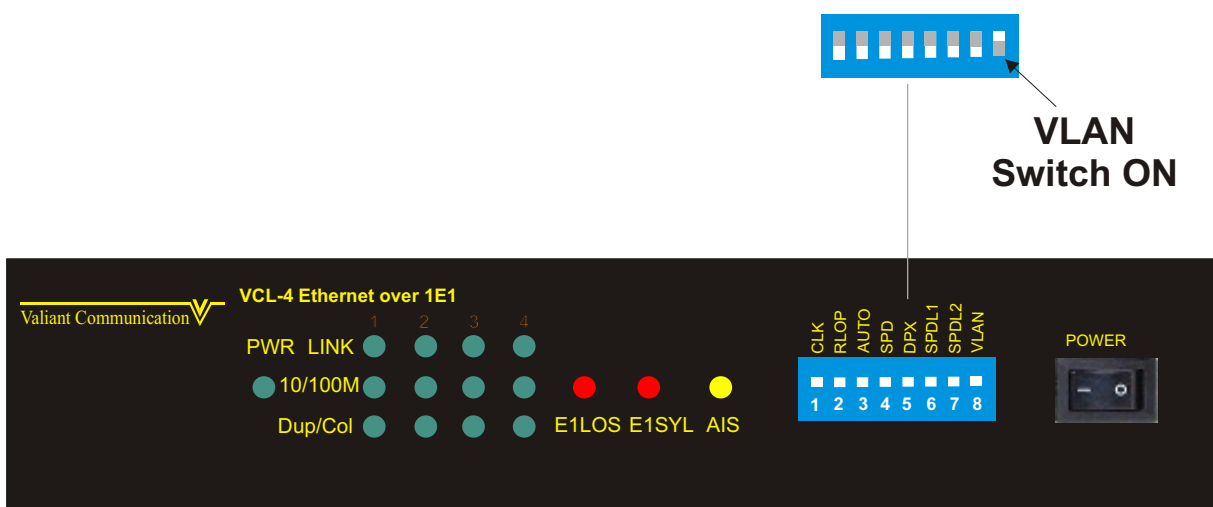 VLAN
Switch ON
Valiant Communication
VCL-4 Ethernet over 1E1
1 2 3 4
PWR LINK
10/100M
Dup/Col
E1LOS E1SYL AIS
CLK
RLOP
AUTO
SPD
DPX
SPDL1
SPDL2
VLAN
1 2 3 4 5 6 7 8
POWER